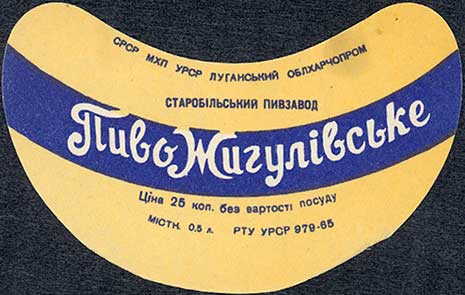 СРСР МХП УРСР ЛУГАНСЬКИЙ ОБЛХАРЧОПРОМ
СТАРОБІЛЬСЬКИЙ ПИВЗАВОД
Пиво Жигулівське
Ціна 25 коп. без вартості посуду
МІСТК. 0.5 л. РТУ УРСР 979-65